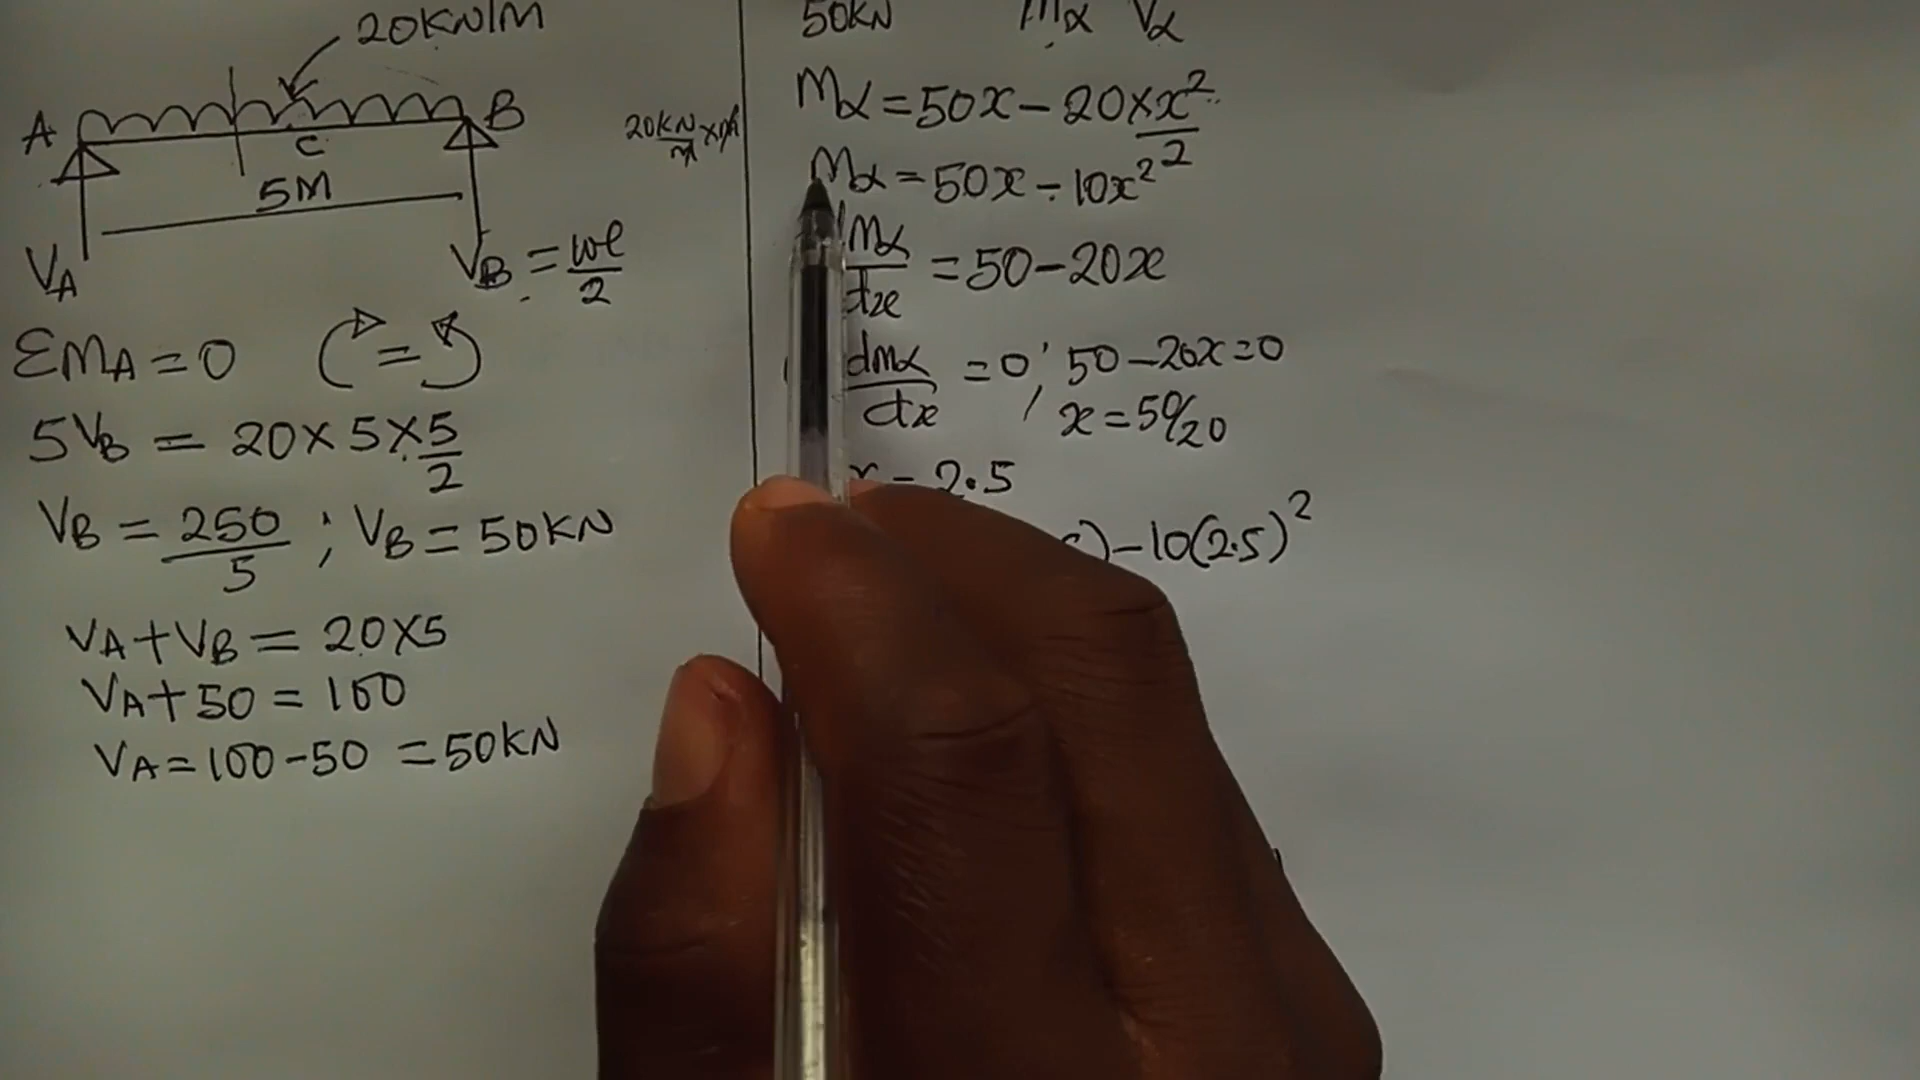 20KN/M
A B
C
5M
VA
VB = wl/2
20KN/M ×
ΣMA = 0 ( = )
5VB = 20 × 5 × 5/2
VB = 250/5 ; VB = 50KN
VA + VB = 20×5
VA + 50 = 100
VA = 100 - 50 = 50KN
50KN Mx Vx
Mx = 50x - 20 × x²/2
Mx = 50x - 10x²
dMx/dx = 50 - 20x
dMx/dx = 0, 50 - 20x = 0
x = 50/20
x = 2.5
) - 10(2.5)²